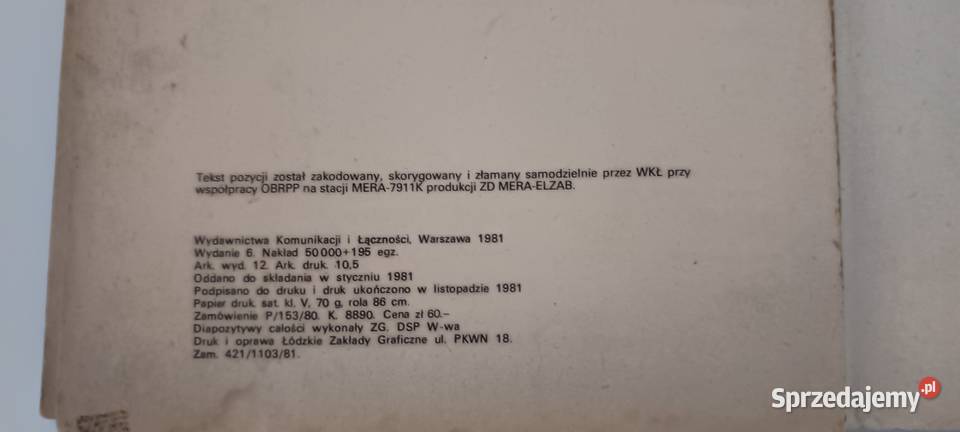 Tekst pozycji został zakodowany, skorygowany i złamany samodzielnie przez WKŁ przy
współpracy OBRPP na stacji MERA-7911K produkcji ZD MERA-ELZAB.
Wydawnictwa Komunikacji i Łączności, Warszawa 1981
Wydanie 6. Nakład 50 000+195 egz.
Ark. wyd. 12. Ark. druk. 10,5
Oddano do składania w styczniu 1981
Podpisano do druku i druk ukończono w listopadzie 1981
Papier druk. sat. kl. V, 70 g, rola 86 cm.
Zamówienie P/153/80. K. 8890. Cena zł 60.–
Diapozytywy całości wykonały ZG. DSP W-wa
Druk i oprawa Łódzkie Zakłady Graficzne ul. PKWN 18.
Zam. 421/1103/81.
Sprzedajemy.pl